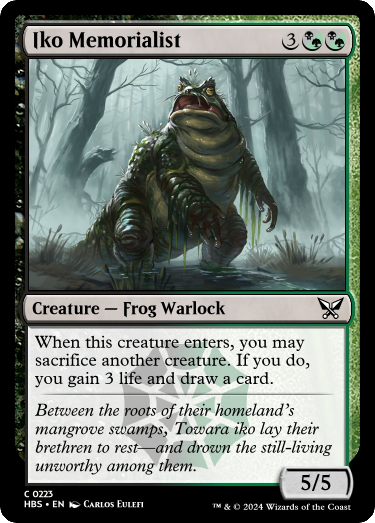 Iko Memorialist 3
Creature — Frog Warlock
When this creature enters, you may
sacrifice another creature. If you do,
you gain 3 life and draw a card.
Between the roots of their homeland's
mangrove swamps, Towara iko lay their
brethren to rest—and drown the still-living
unworthy among them.
5/5
C 0223
HBS • EN Carlos Eulefi
™ & © 2024 Wizards of the Coast